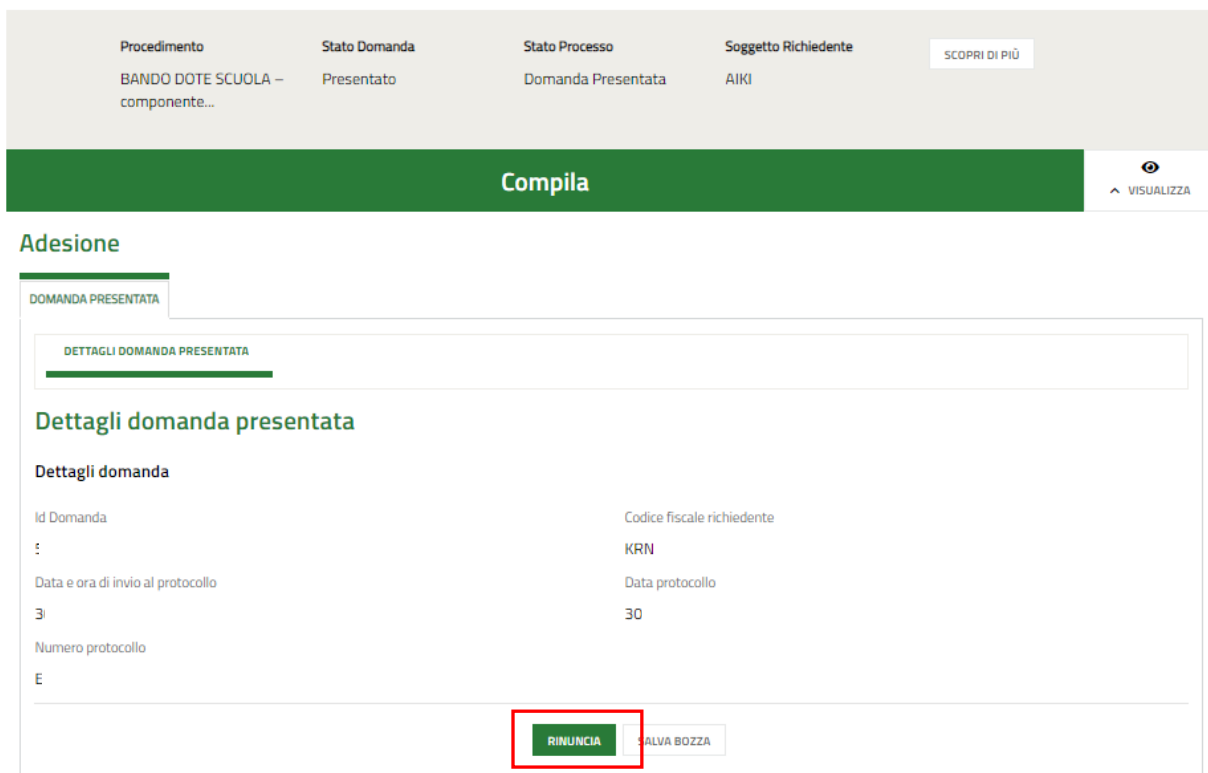 Procedimento Stato Domanda Stato Processo Soggetto Richiedente SCOPRI DI PIÙ
BANDO DOTE SCUOLA – Presentato Domanda Presentata AIKI
componente...
Compila
VISUALIZZA
Adesione
DOMANDA PRESENTATA
DETTAGLI DOMANDA PRESENTATA
Dettagli domanda presentata
Dettagli domanda
Id Domanda Codice fiscale richiedente
KRN
Data e ora di invio al protocollo Data protocollo
30
Numero protocollo
E
RINUNCIA SALVA BOZZA